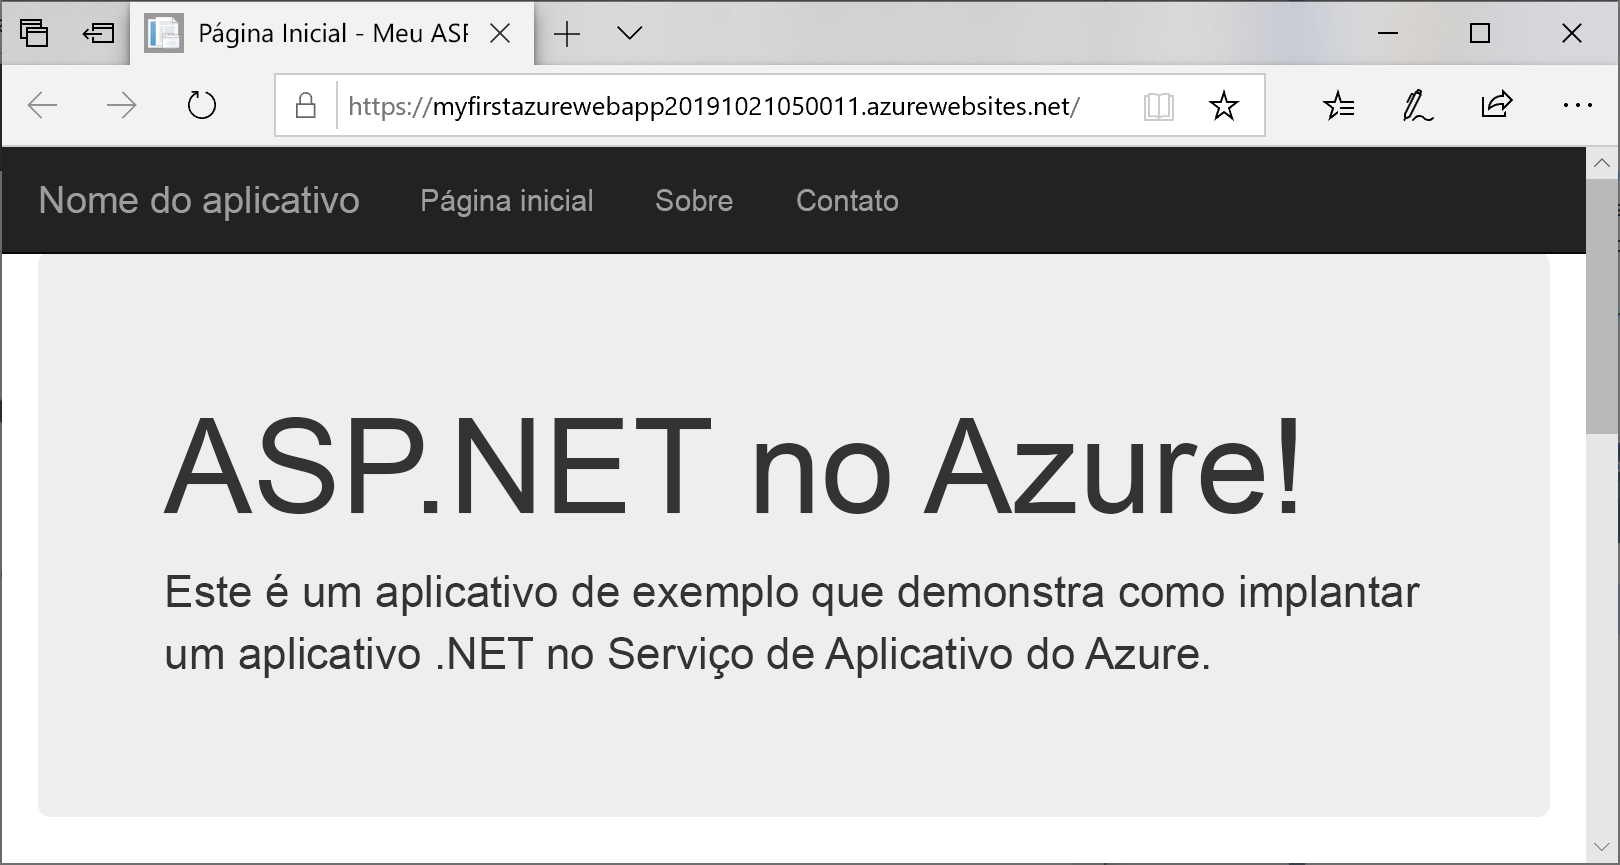 Página Inicial - Meu ASP
https://myfirstazurewebapp20191021050011.azurewebsites.net/
Nome do aplicativo Página inicial Sobre Contato
ASP.NET no Azure!
Este é um aplicativo de exemplo que demonstra como implantar
um aplicativo .NET no Serviço de Aplicativo do Azure.